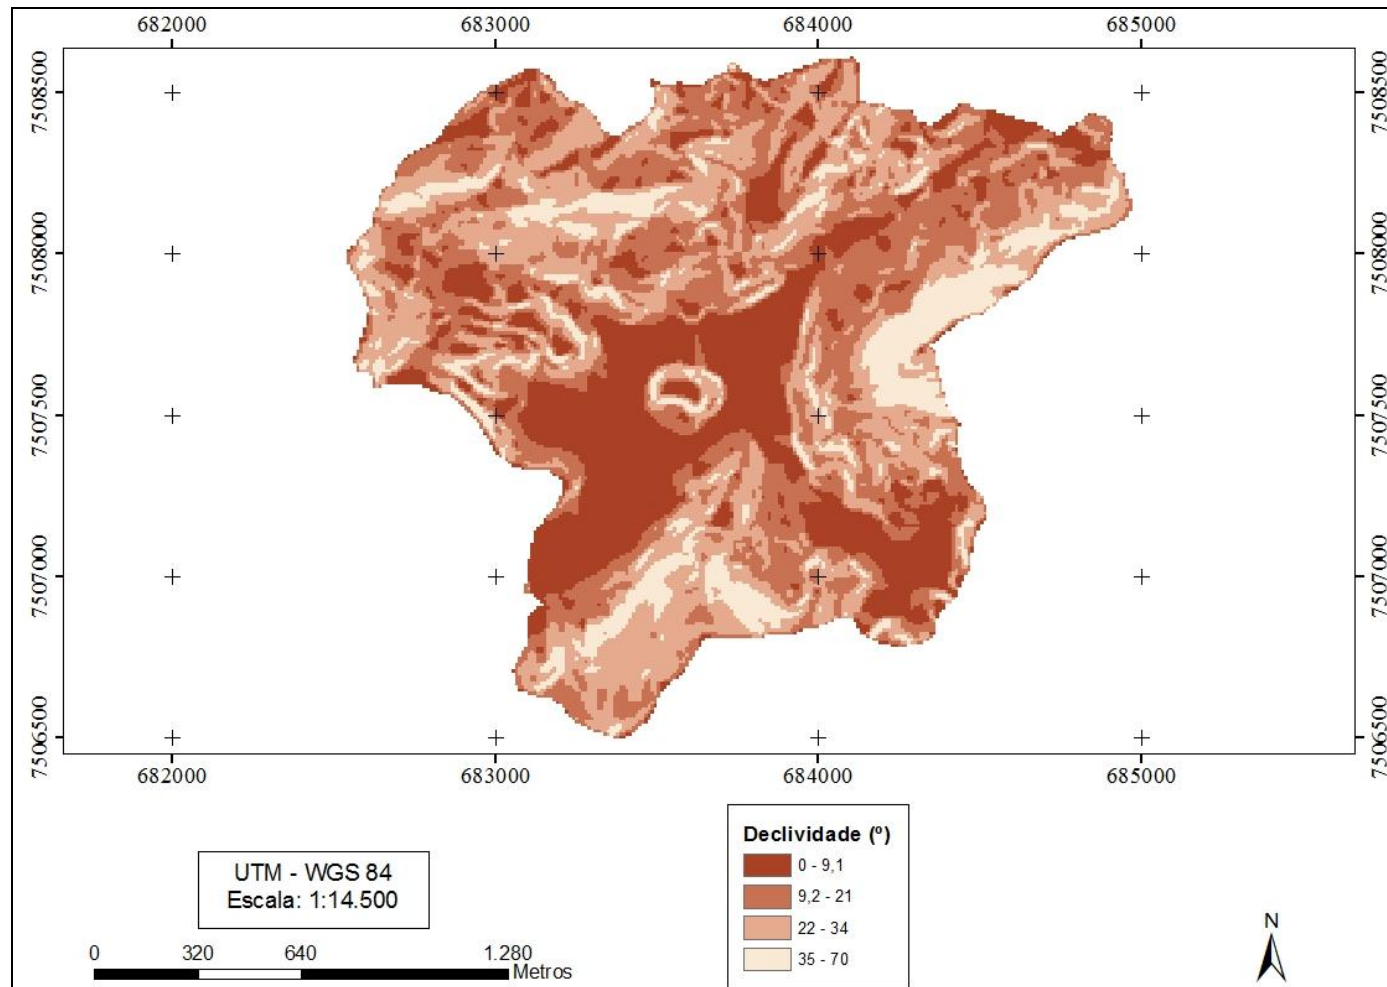 682000 683000 684000 685000
7508500 7508500
7508000 7508000
7507500 7507500
7507000 7507000
7506500 7506500
682000 683000 684000 685000
UTM - WGS 84
Escala: 1:14.500
0 320 640 1.280
Metros
Declividade (º)
0 - 9,1
9,2 - 21
22 - 34
35 - 70
N